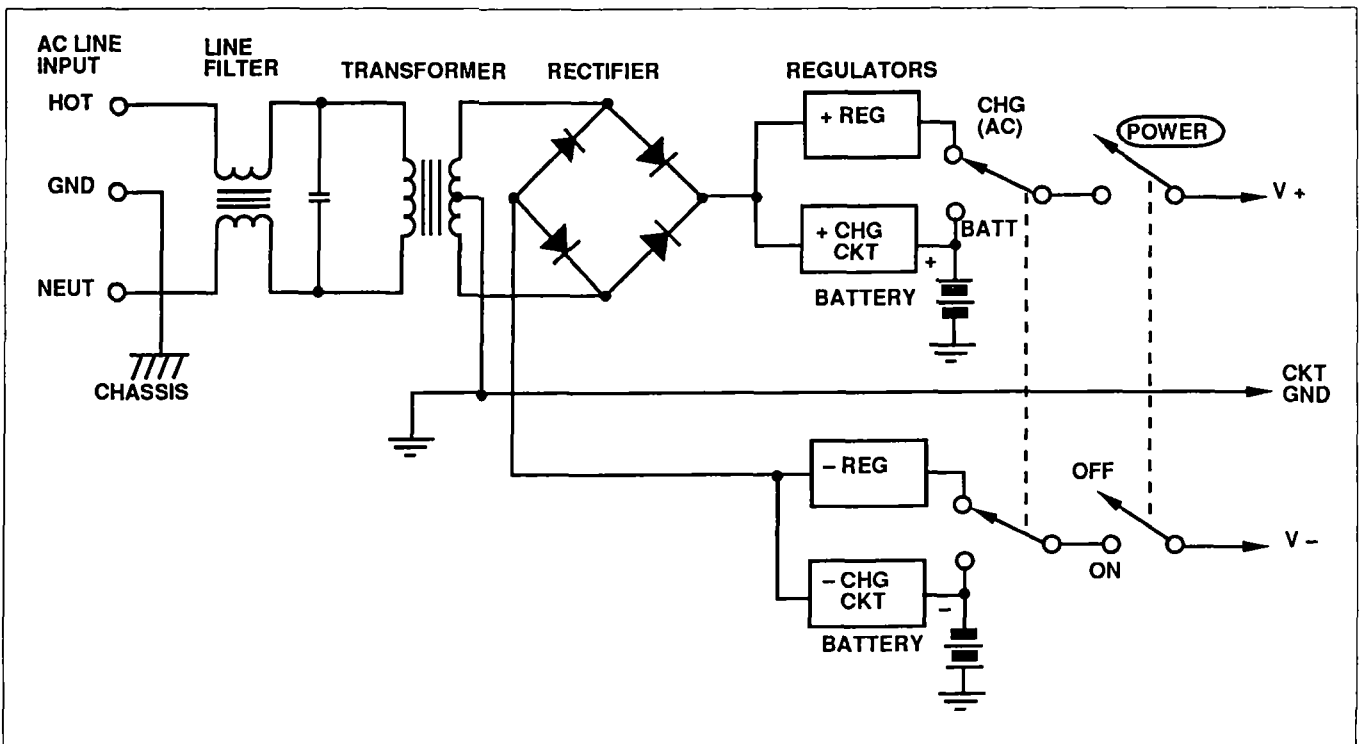 AC LINE
INPUT
LINE
FILTER
TRANSFORMER
RECTIFIER
REGULATORS
HOT
+ REG
CHG
(AC)
POWER
GND
V +
+ CHG
CKT
BATT
+
NEUT
BATTERY
CHASSIS
CKT
GND
– REG
OFF
V –
ON
– CHG
CKT
–
BATTERY